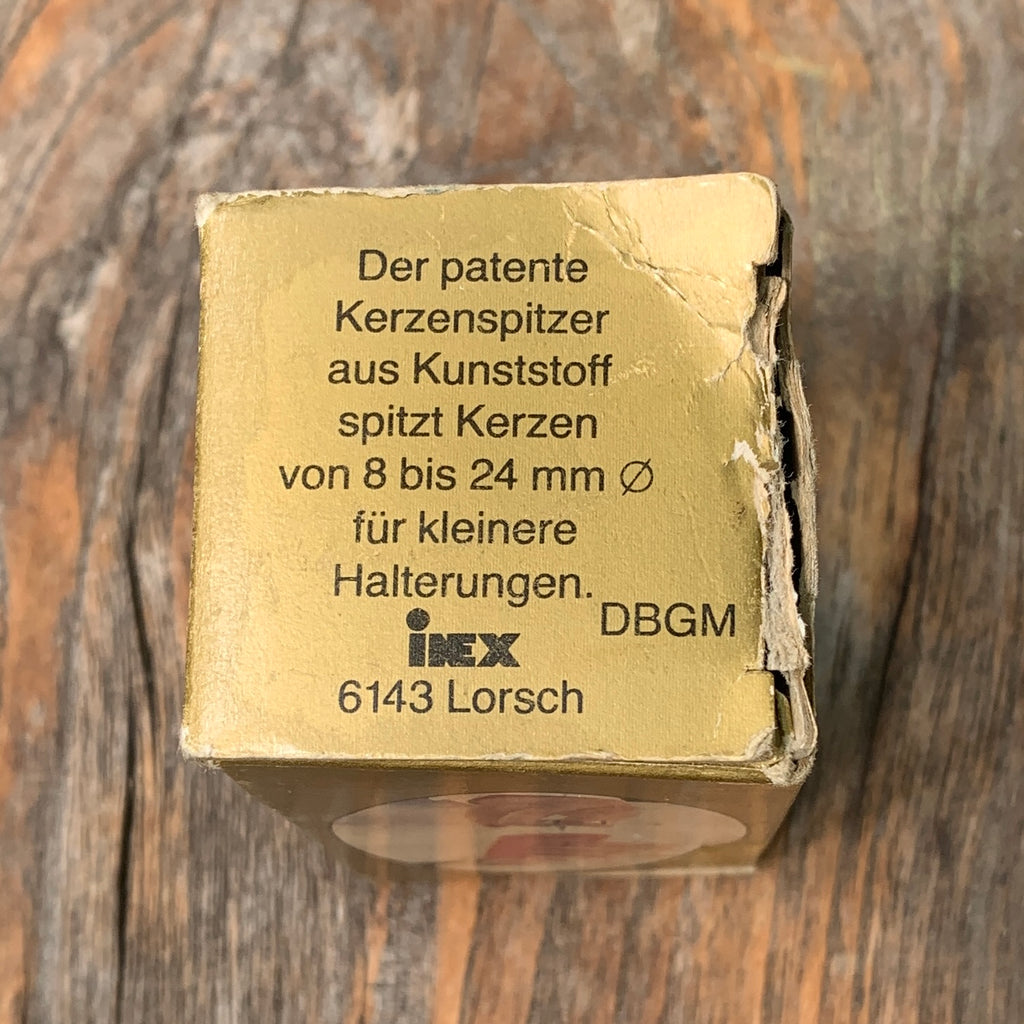 Der patente
Kerzenspitzer
aus Kunststoff
spitzt Kerzen
von 8 bis 24 mm Ø
für kleinere
Halterungen.
DBGM
inEX
6143 Lorsch